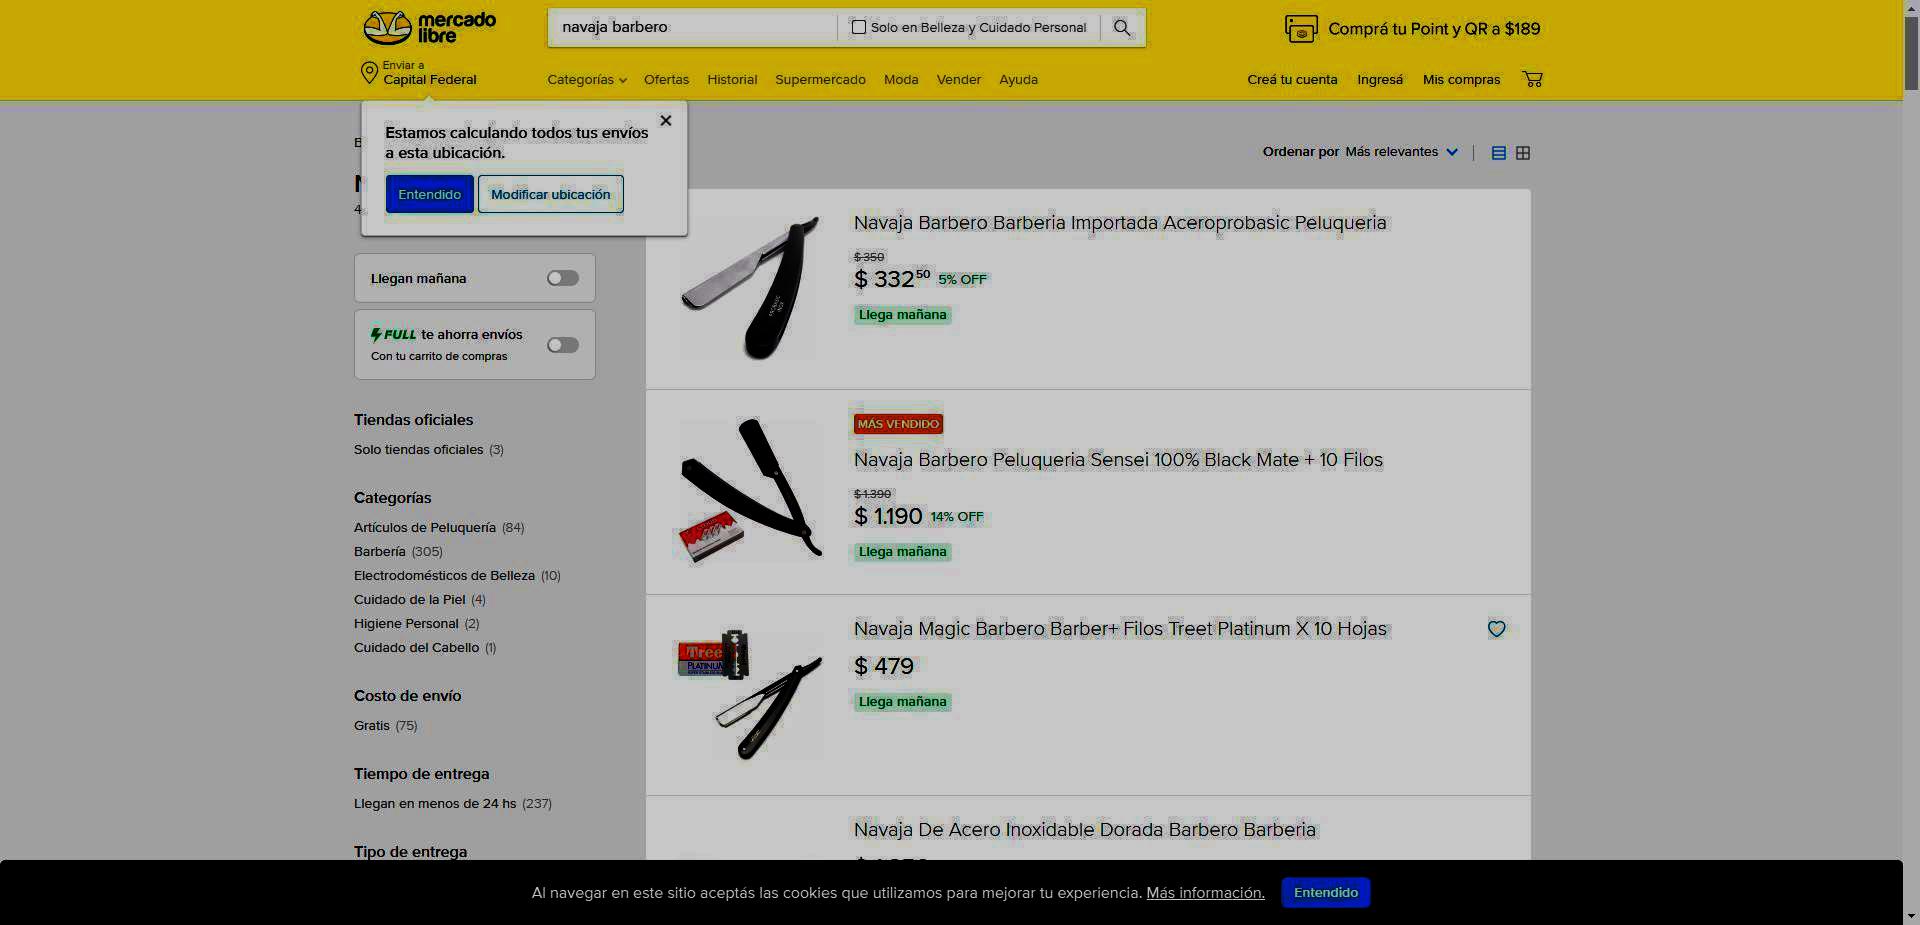 mercado
libre
navaja barbero
Solo en Belleza y Cuidado Personal
Comprá tu Point y QR a $189
Enviar a
Capital Federal
Categorías
Ofertas
Historial
Supermercado
Moda
Vender
Ayuda
Creá tu cuenta
Ingresá
Mis compras
Estamos calculando todos tus envíos
a esta ubicación.
Entendido
Modificar ubicación
Ordenar por Más relevantes
Llegan mañana
FULL te ahorra envíos
Con tu carrito de compras
Tiendas oficiales
Solo tiendas oficiales (3)
Categorías
Artículos de Peluquería (84)
Barbería (305)
Electrodomésticos de Belleza (10)
Cuidado de la Piel (4)
Higiene Personal (2)
Cuidado del Cabello (1)
Costo de envío
Gratis (75)
Tiempo de entrega
Llegan en menos de 24 hs (237)
Tipo de entrega
Navaja Barbero Barberia Importada Aceroprobasic Peluqueria
$ 350
$ 332 50 5% OFF
Llega mañana
MÁS VENDIDO
Navaja Barbero Peluqueria Sensei 100% Black Mate + 10 Filos
$ 1.390
$ 1.190 14% OFF
Llega mañana
Treet
PLATINUM
Navaja Magic Barbero Barber+ Filos Treet Platinum X 10 Hojas
$ 479
Llega mañana
Navaja De Acero Inoxidable Dorada Barbero Barberia
Al navegar en este sitio aceptás las cookies que utilizamos para mejorar tu experiencia. Más información.
Entendido